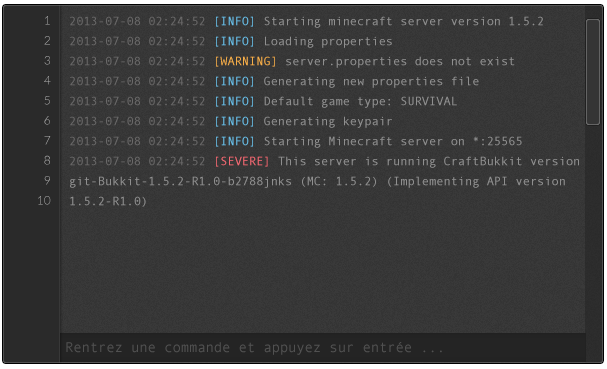 1 2013-07-08 02:24:52 [INFO] Starting minecraft server version 1.5.2
2 2013-07-08 02:24:52 [INFO] Loading properties
3 2013-07-08 02:24:52 [WARNING] server.properties does not exist
4 2013-07-08 02:24:52 [INFO] Generating new properties file
5 2013-07-08 02:24:52 [INFO] Default game type: SURVIVAL
6 2013-07-08 02:24:52 [INFO] Generating keypair
7 2013-07-08 02:24:52 [INFO] Starting Minecraft server on *:25565
8 2013-07-08 02:24:52 [SEVERE] This server is running CraftBukkit version
9 git-Bukkit-1.5.2-R1.0-b2788jnks (MC: 1.5.2) (Implementing API version
10 1.5.2-R1.0)
Rentrez une commande et appuyez sur entrée ...